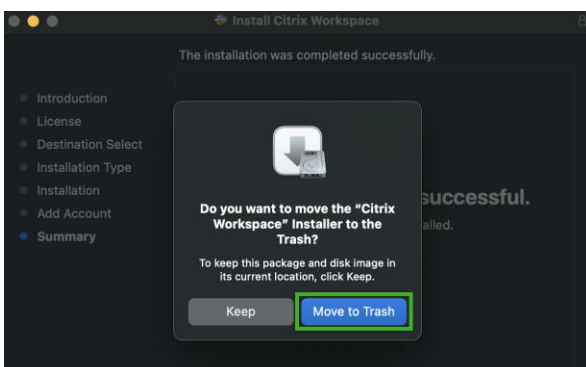 Install Citrix Workspace
The installation was completed successfully.
Introduction
License
Destination Select
Installation Type
Installation
Add Account
Summary
successful.
alled.
Do you want to move the “Citrix
Workspace” Installer to the
Trash?
To keep this package and disk image in
its current location, click Keep.
Keep
Move to Trash